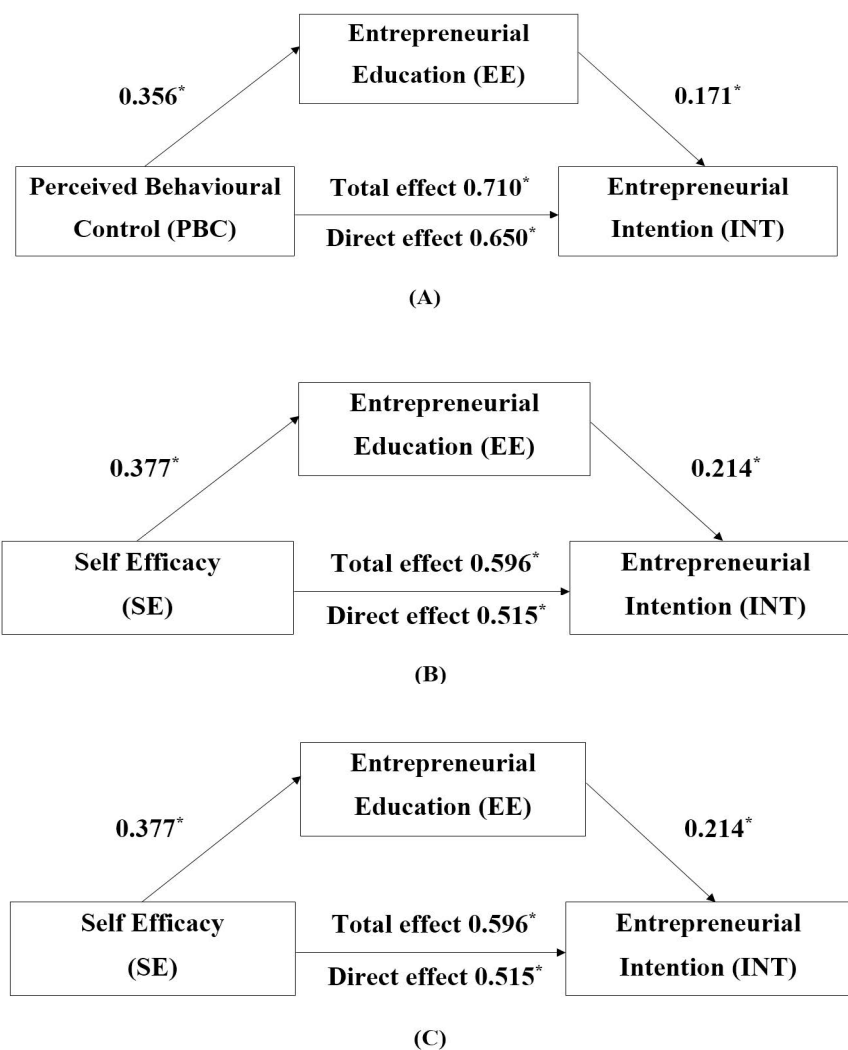 Entrepreneurial
Education (EE)
0.356*
0.171*
Perceived Behavioural
Control (PBC)
Total effect 0.710*
Direct effect 0.650*
Entrepreneurial
Intention (INT)
(A)
Entrepreneurial
Education (EE)
0.377*
0.214*
Self Efficacy
(SE)
Total effect 0.596*
Direct effect 0.515*
Entrepreneurial
Intention (INT)
(B)
Entrepreneurial
Education (EE)
0.377*
0.214*
Self Efficacy
(SE)
Total effect 0.596*
Direct effect 0.515*
Entrepreneurial
Intention (INT)
(C)